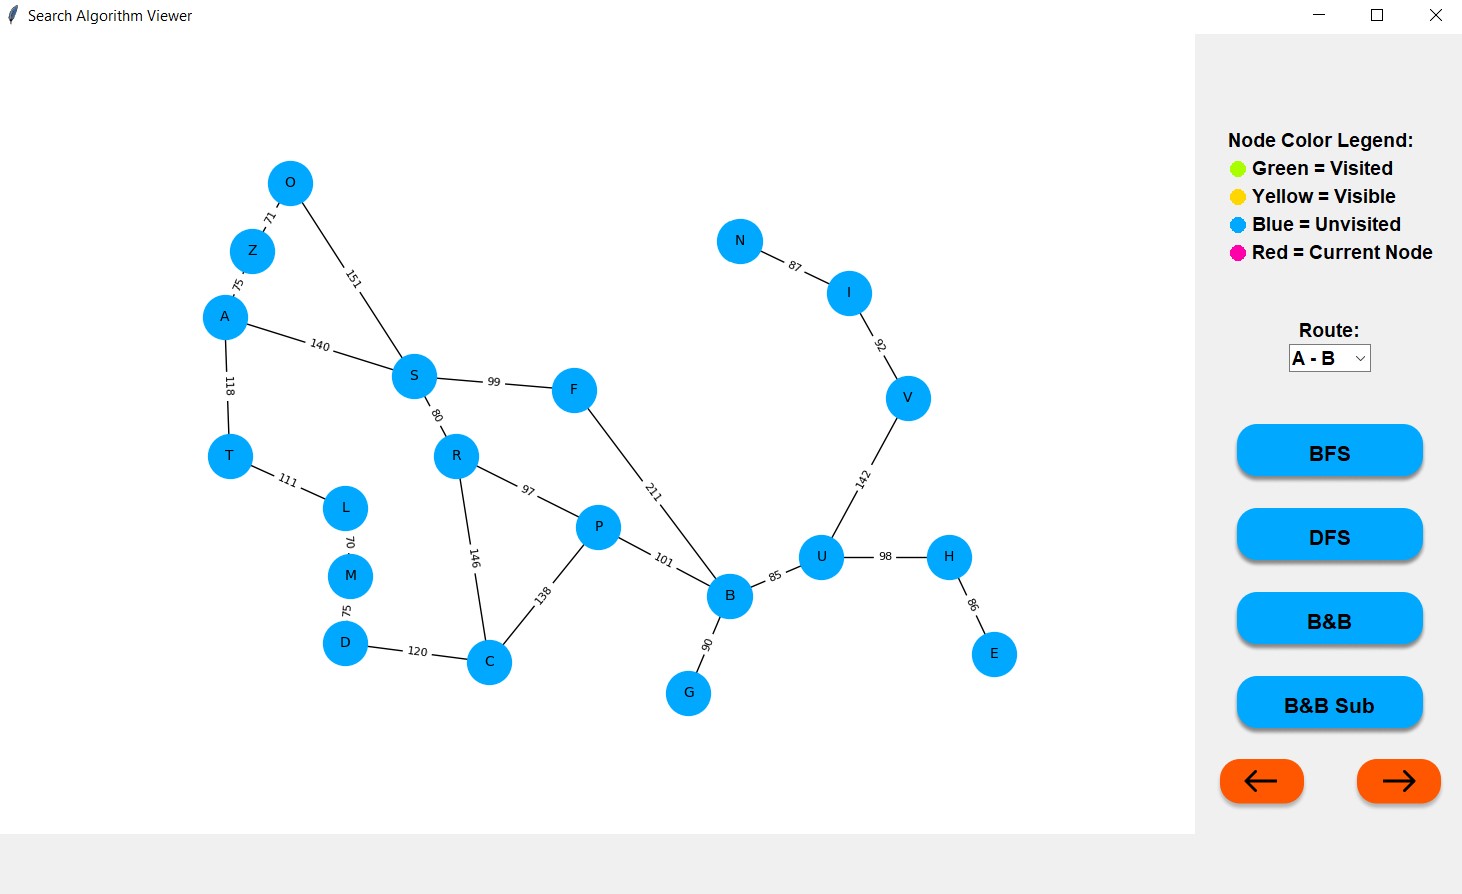 Search Algorithm Viewer
O
71
Z
75
A
151
140
118
S
99
F
80
T
R
111
97
211
L
70
M
75
D
120
146
C
138
P
101
B
90
G
85
U
98
H
86
E
142
V
92
I
87
N
Node Color Legend:
Green = Visited
Yellow = Visible
Blue = Unvisited
Red = Current Node
Route:
A - B
BFS
DFS
B&B
B&B Sub